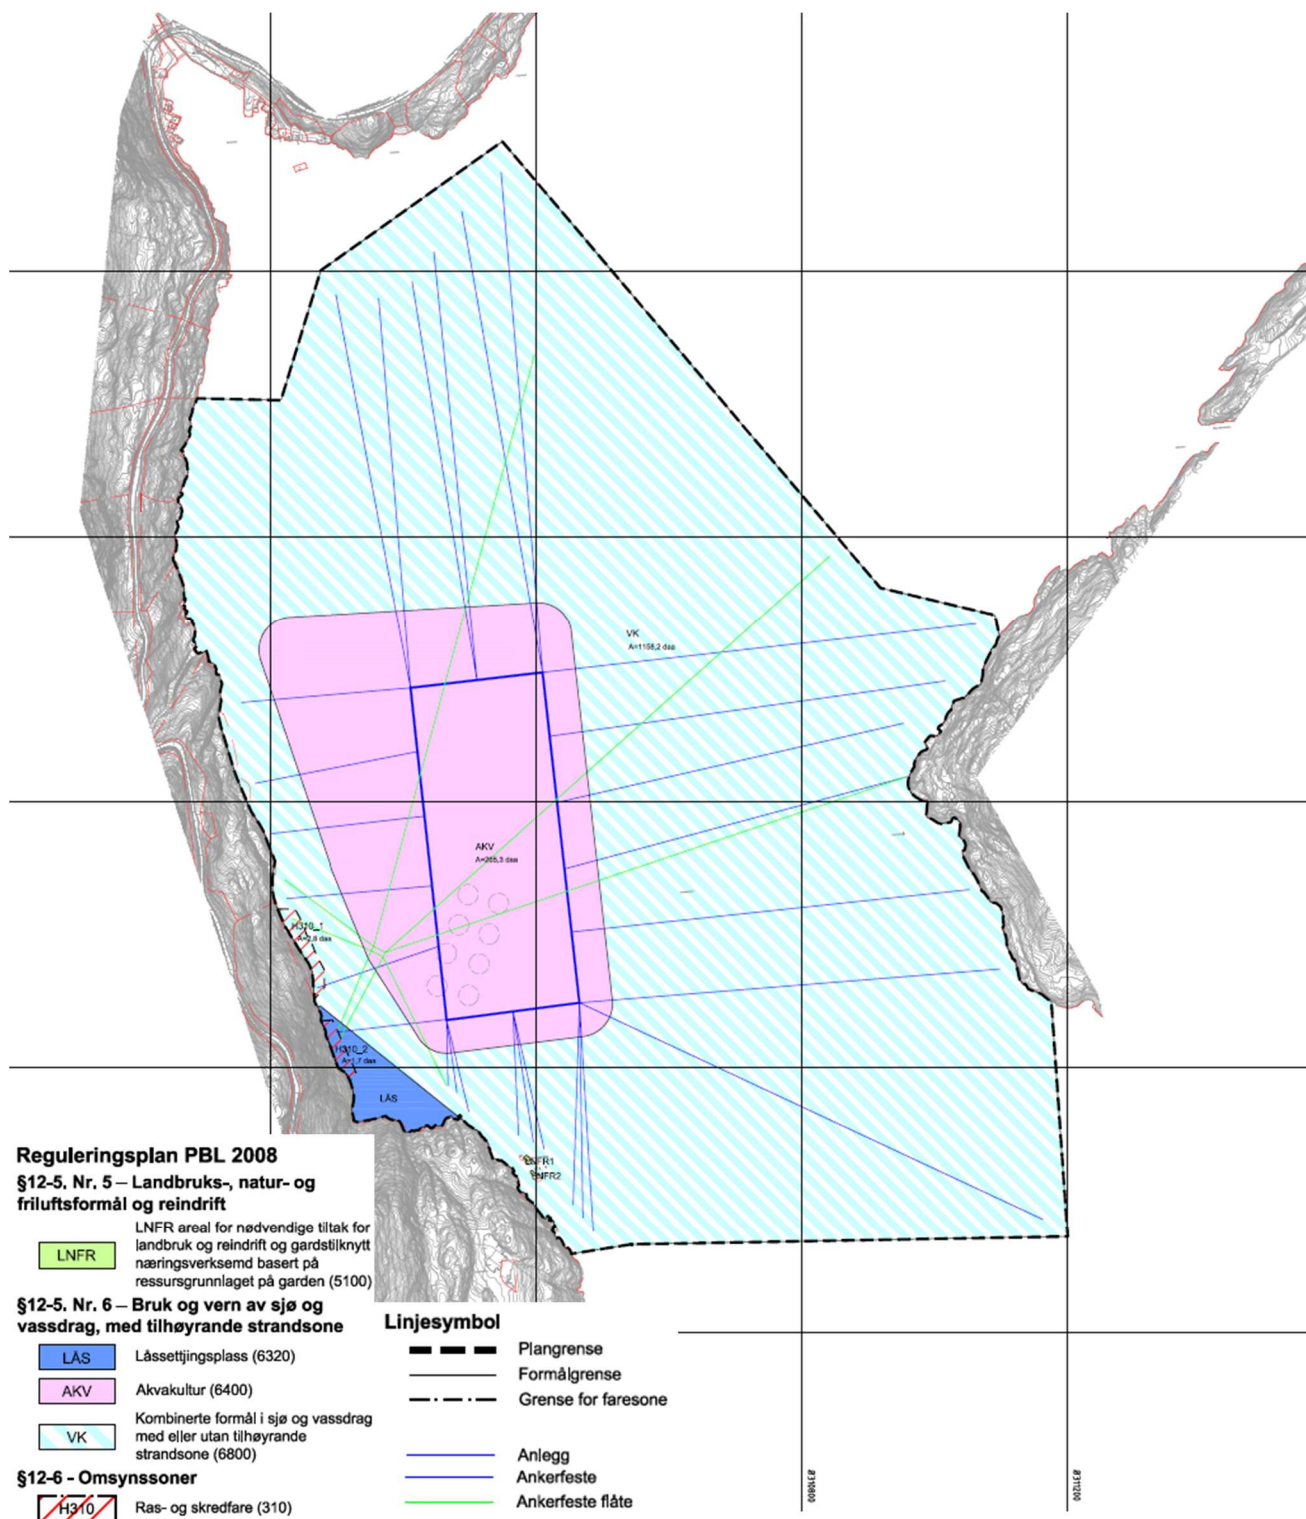 VK
A=1158,2 daa
AKV
A=265,3 daa
H310_1
A=2,8 daa
H310_2
A=1,7 daa
LÅS
LNFR1
LNFR2
Reguleringsplan PBL 2008
§12-5. Nr. 5 – Landbruks-, natur- og
friluftsformål og reindrift
LNFR
LNFR areal for nødvendige tiltak for
landbruk og reindrift og gardstilknytt
næringsverksemd basert på
ressursgrunnlaget på garden (5100)
§12-5. Nr. 6 – Bruk og vern av sjø og
vassdrag, med tilhøyrande strandsone
LÅS
Låssettjingsplass (6320)
AKV
Akvakultur (6400)
VK
Kombinerte formål i sjø og vassdrag
med eller utan tilhøyrande
strandsone (6800)
§12-6 - Omsynssoner
H310
Ras- og skredfare (310)
Linjesymbol
Plangrense
Formålgrense
Grense for faresone
Anlegg
Ankerfeste
Ankerfeste flåte
Ø310800
Ø311200